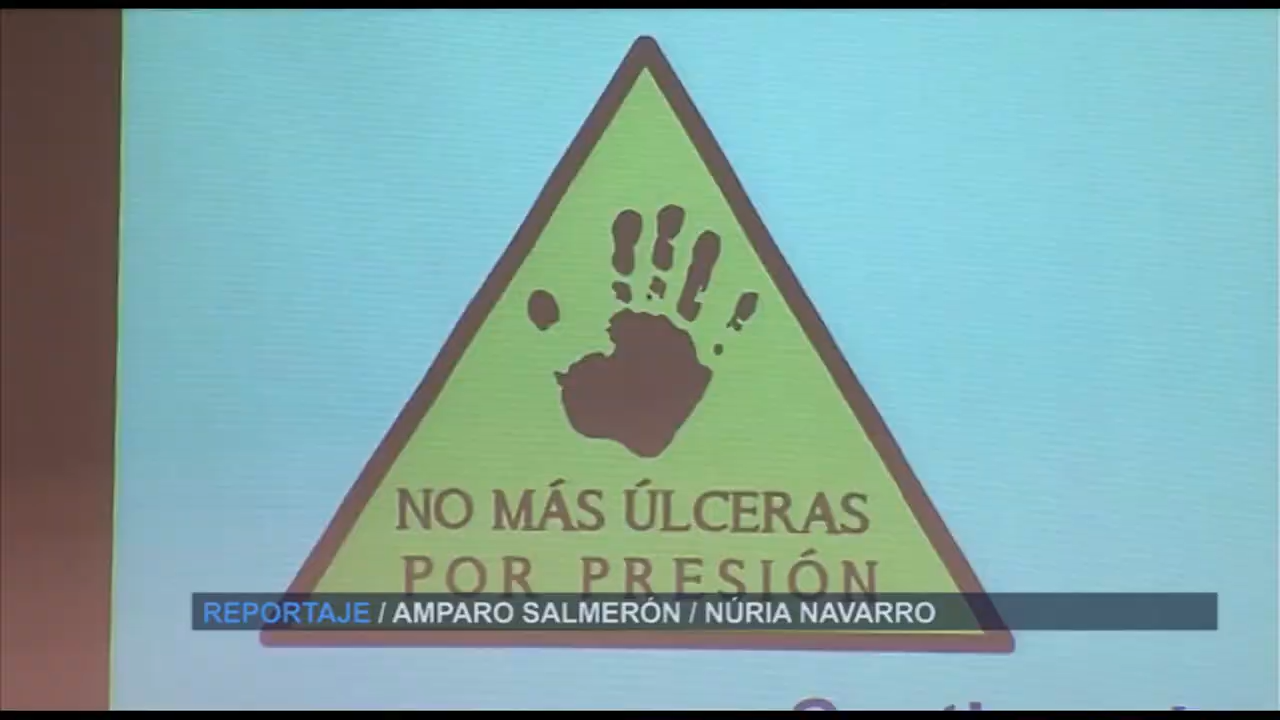 NO MÁS ÚLCERAS
POR PRESIÓN
REPORTAJE / AMPARO SALMERÓN / NÚRIA NAVARRO